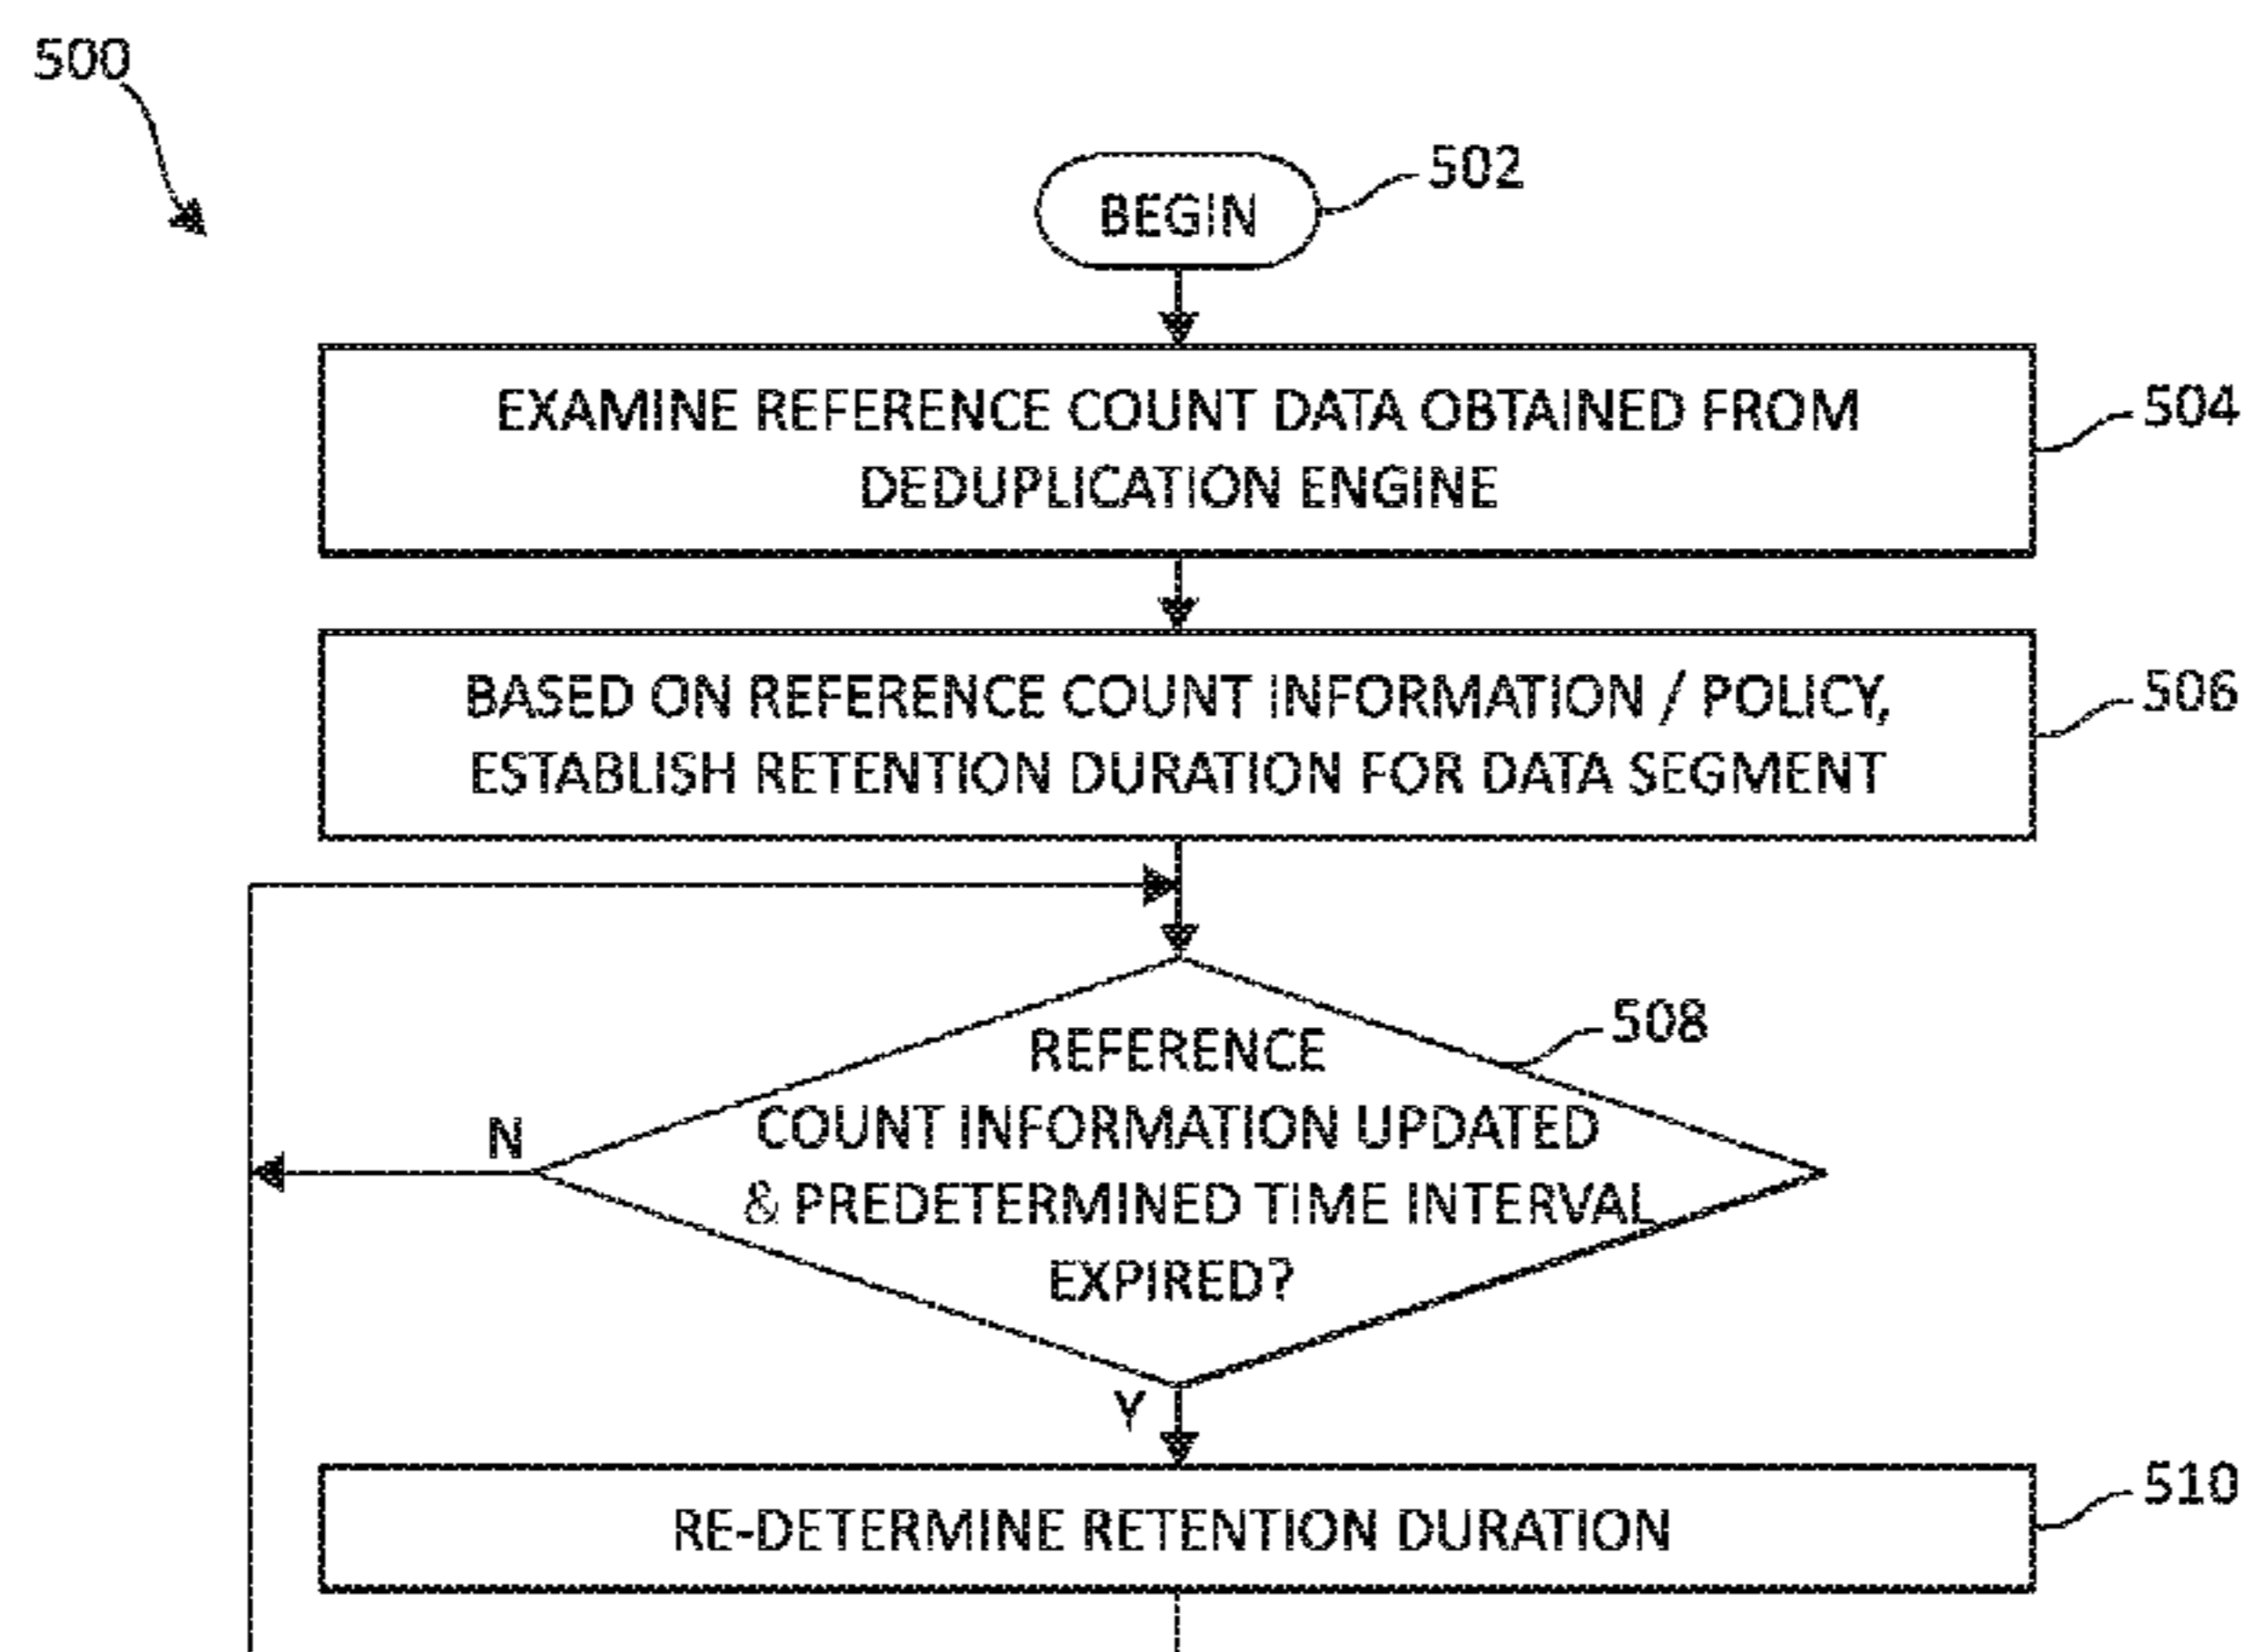 500
BEGIN
502
EXAMINE REFERENCE COUNT DATA OBTAINED FROM
DEDUPLICATION ENGINE
504
BASED ON REFERENCE COUNT INFORMATION / POLICY,
ESTABLISH RETENTION DURATION FOR DATA SEGMENT
506
REFERENCE
COUNT INFORMATION UPDATED
& PREDETERMINED TIME INTERVAL
EXPIRED?
508
N
Y
RE-DETERMINE RETENTION DURATION
510